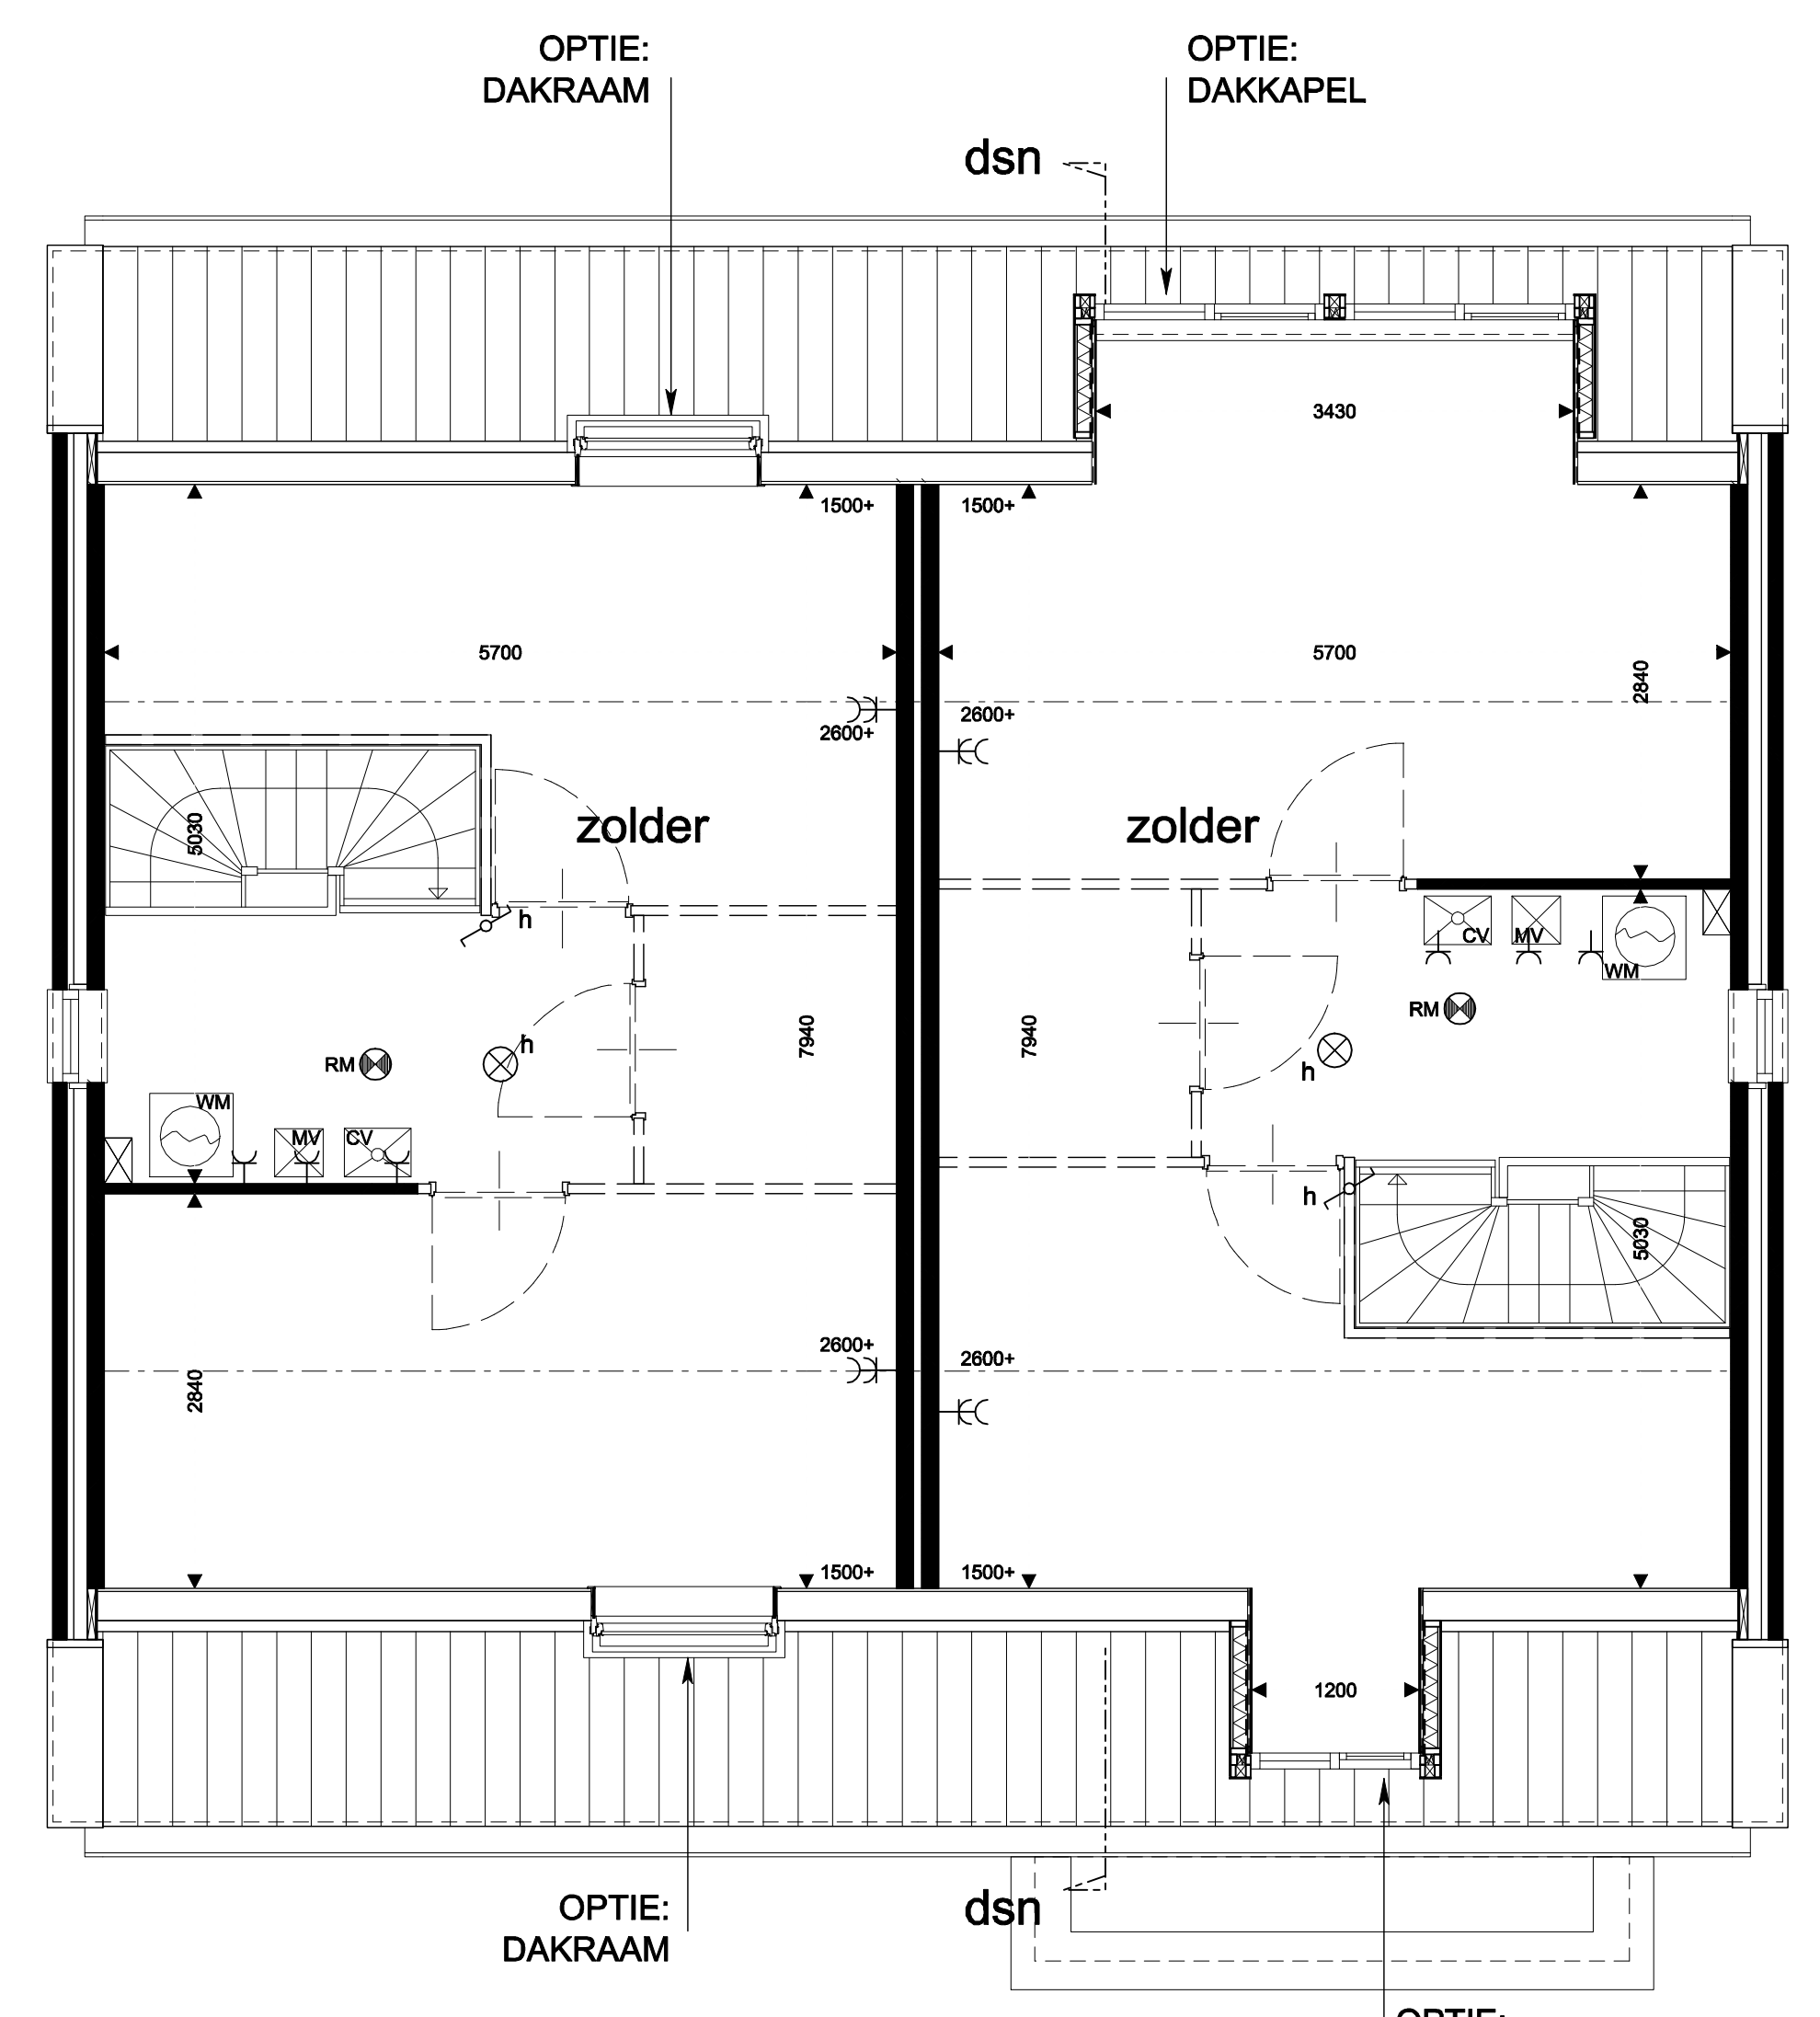 OPTIE:
DAKRAAM
OPTIE:
DAKKAPEL
dsn
3430
1500+
1500+
5700
5700
2840
2600+
2600+
zolder
zolder
5030
h
CV
MV
WM
RM
h
RM
h
7940
7940
WM
MV
CV
h
5030
2600+
2600+
2840
1500+
1500+
1200
OPTIE:
DAKRAAM
dsn